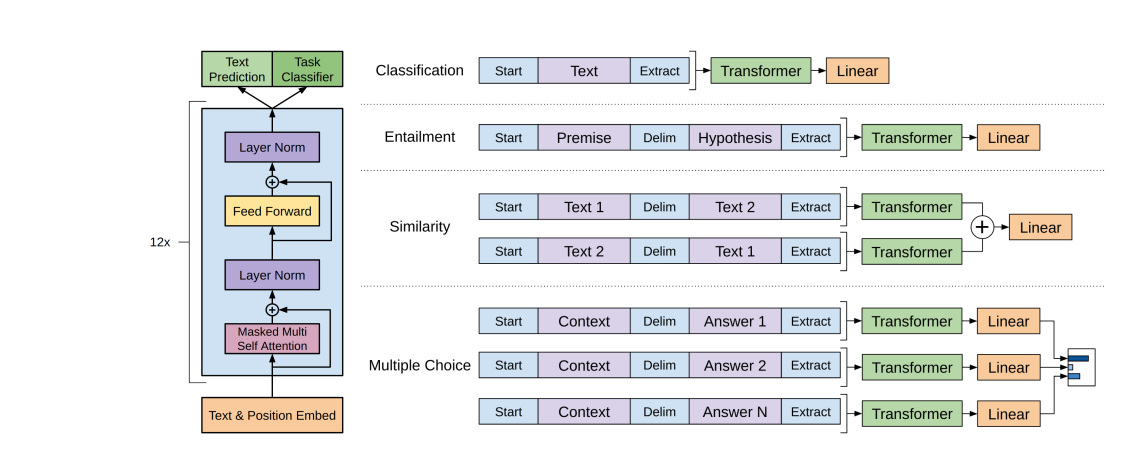 Text
Prediction
Task
Classifier
12x
Layer Norm
Feed Forward
Layer Norm
Masked Multi
Self Attention
Text & Position Embed
Classification
Start Text Extract Transformer Linear
Entailment
Start Premise Delim Hypothesis Extract Transformer Linear
Similarity
Start Text 1 Delim Text 2 Extract Transformer
Start Text 2 Delim Text 1 Extract Transformer
Linear
Multiple Choice
Start Context Delim Answer 1 Extract Transformer Linear
Start Context Delim Answer 2 Extract Transformer Linear
Start Context Delim Answer N Extract Transformer Linear